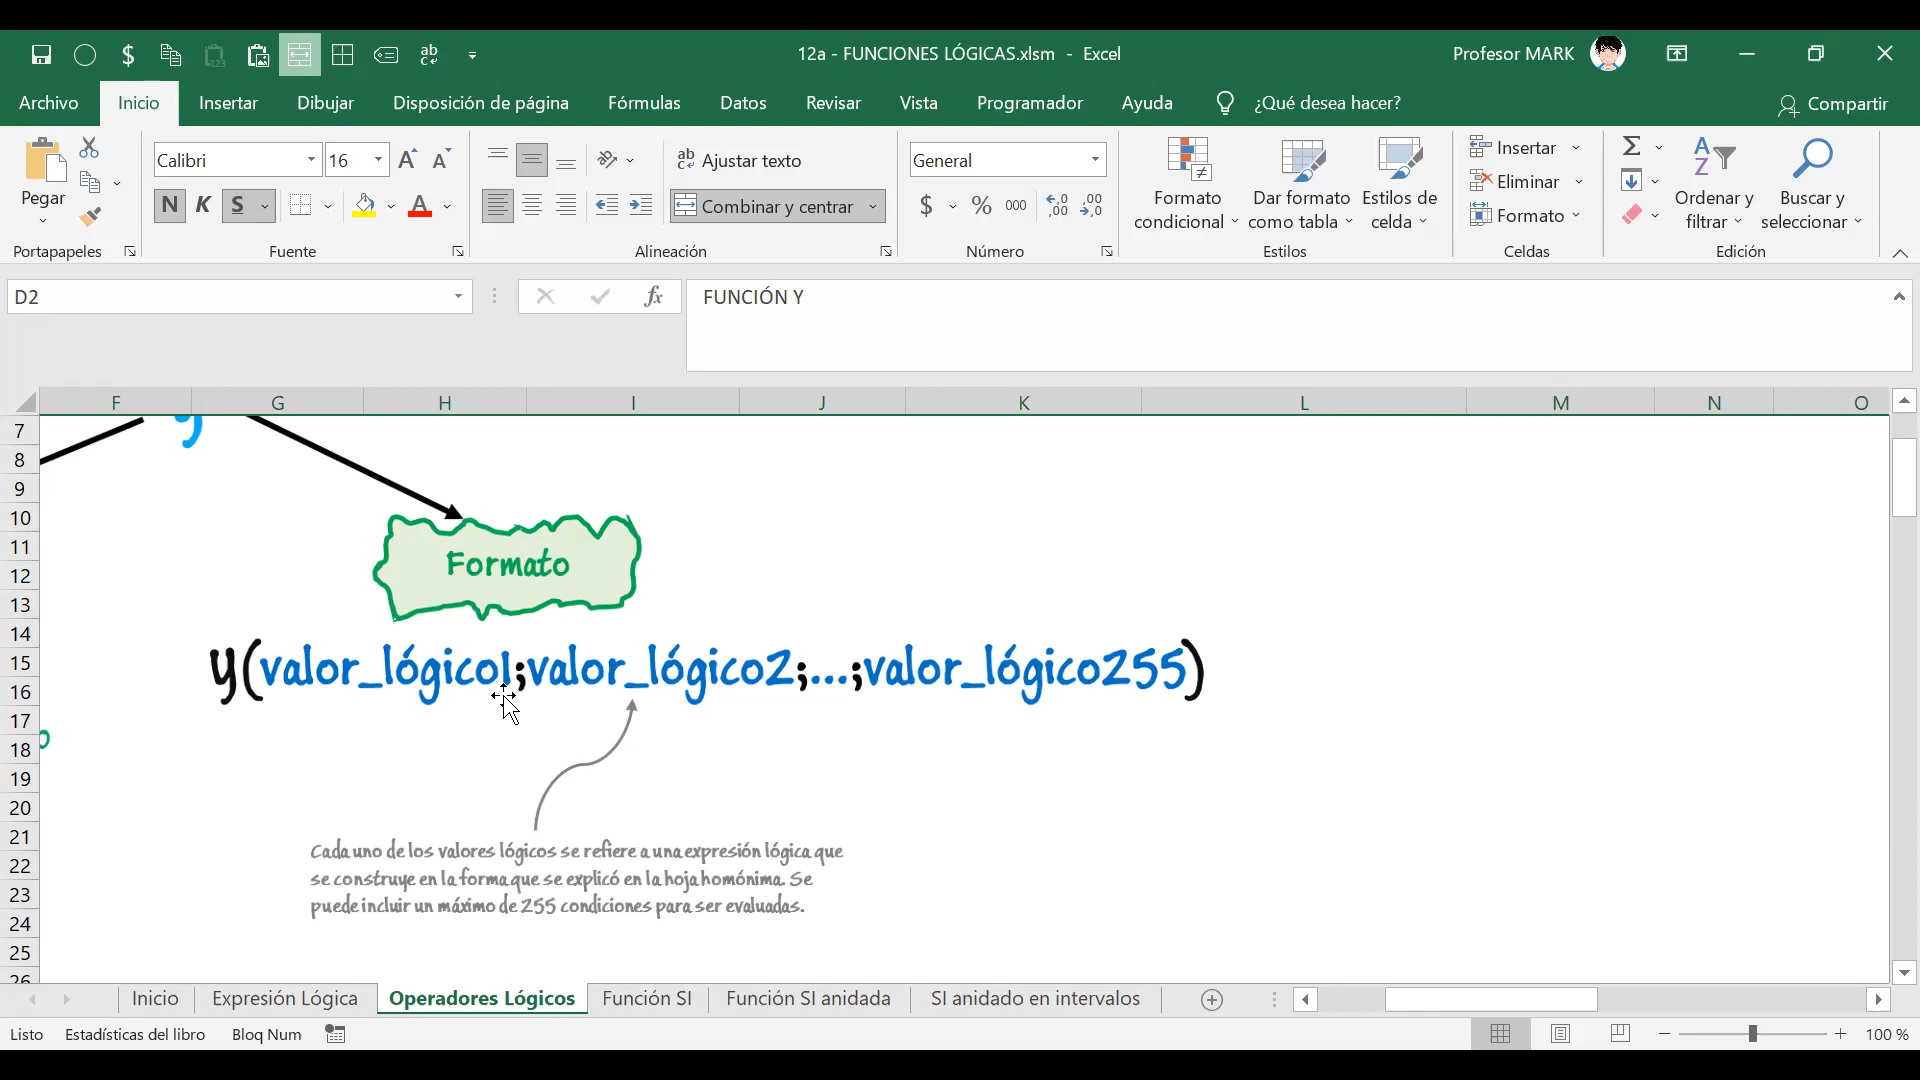 12a - FUNCIONES LÓGICAS.xlsm - Excel
Profesor MARK
Archivo Inicio Insertar Dibujar Disposición de página Fórmulas Datos Revisar Vista Programador Ayuda ¿Qué desea hacer? Compartir
Pegar
Portapapeles
Calibri 16
N K S
Fuente
Ajustar texto
Combinar y centrar
Alineación
General
$ % 000
Número
Formato condicional
Dar formato como tabla
Estilos de celda
Estilos
Insertar
Eliminar
Formato
Celdas
Ordenar y filtrar
Buscar y seleccionar
Edición
D2
fx
FUNCIÓN Y
F G H I J K L M N O
7
8
9
10
11
12
13
14
15
16
17
18
19
20
21
22
23
24
25
26
Formato
y(valor_lógico1;valor_lógico2;...;valor_lógico255)
Cada uno de los valores lógicos se refiere a una expresión lógica que
se construye en la forma que se explicó en la hoja homónima. Se
puede incluir un máximo de 255 condiciones para ser evaluadas.
Inicio Expresión Lógica Operadores Lógicos Función SI Función SI anidada SI anidado en intervalos
Listo Estadísticas del libro Bloq Num 100 %